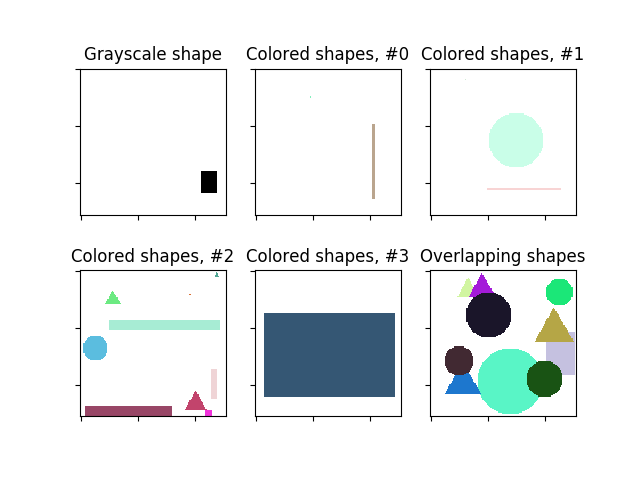 Grayscale shape
Colored shapes, #0
Colored shapes, #1
Colored shapes, #2
Colored shapes, #3
Overlapping shapes